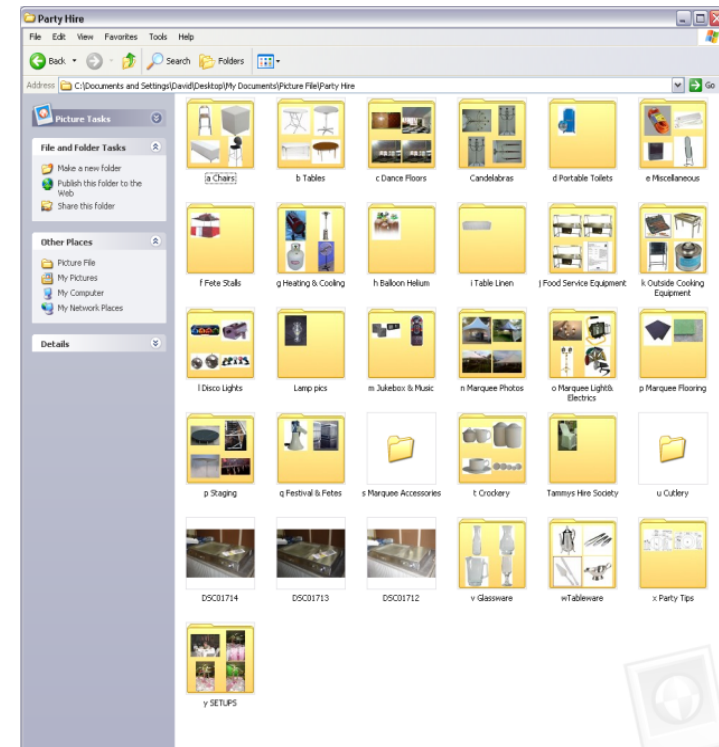 Party Hire
File Edit View Favorites Tools Help
Back Search Folders
Address C:\Documents and Settings\David\Desktop\My Documents\Picture File\Party Hire Go
Picture Tasks
File and Folder Tasks
Make a new folder
Publish this folder to the
Web
Share this folder
Other Places
Picture File
My Pictures
My Computer
My Network Places
Details
a Chairs
b Tables
c Dance Floors
Candelabras
d Portable Toilets
e Miscellaneous
f Fete Stalls
g Heating & Cooling
h Balloon Helium
i Table Linen
j Food Service Equipment
k Outside Cooking
Equipment
l Disco Lights
Lamp pics
m Jukebox & Music
n Marquee Photos
o Marquee Light&
Electrics
p Marquee Flooring
p Staging
q Festival & Fetes
s Marquee Accessories
t Crockery
Tammys Hire Society
u Cutlery
DSC01714
DSC01713
DSC01712
v Glassware
wTableware
x Party Tips
y SETUPS